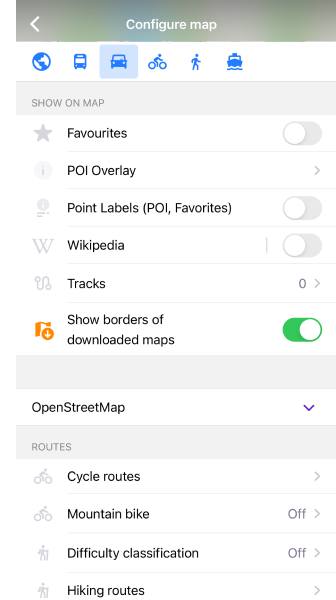 Configure map
SHOW ON MAP
Favourites
POI Overlay
Point Labels (POI, Favorites)
Wikipedia
Tracks 0
Show borders of
downloaded maps
OpenStreetMap
ROUTES
Cycle routes
Mountain bike Off
Difficulty classification Off
Hiking routes